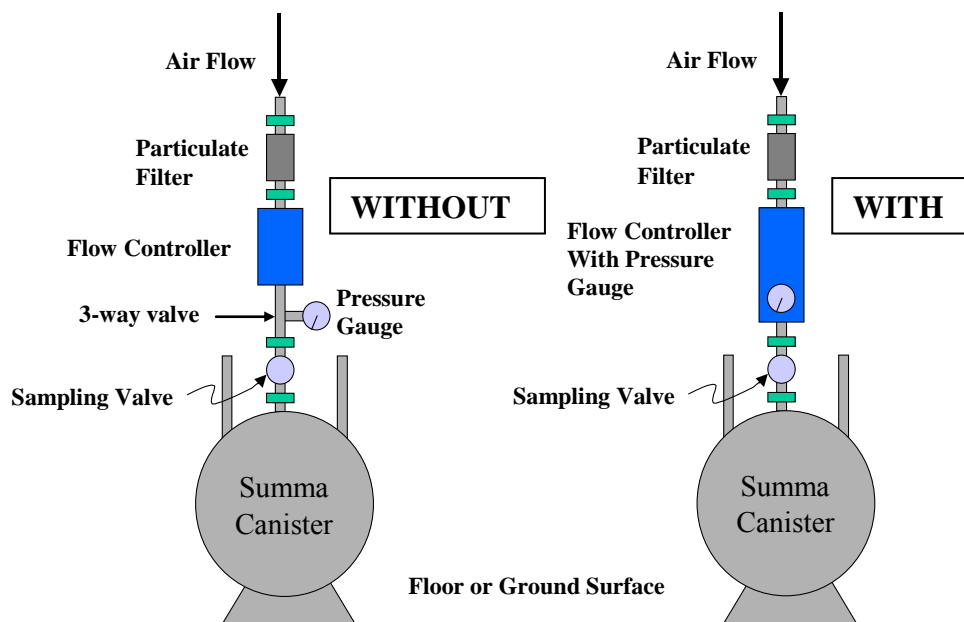 Air Flow
Particulate
Filter
WITHOUT
Flow Controller
3-way valve
Pressure
Gauge
Sampling Valve
Summa
Canister
Air Flow
Particulate
Filter
WITH
Flow Controller
With Pressure
Gauge
Sampling Valve
Summa
Canister
Floor or Ground Surface